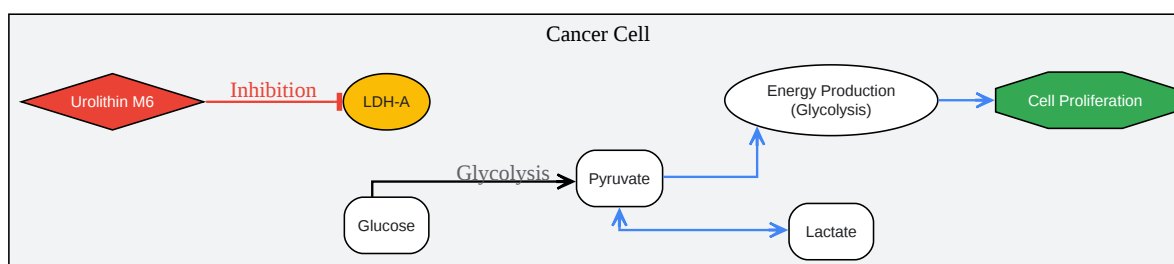 Cancer Cell
Urolithin M6
Inhibition
LDH-A
Energy Production
(Glycolysis)
Cell Proliferation
Glycolysis
Pyruvate
Glucose
Lactate